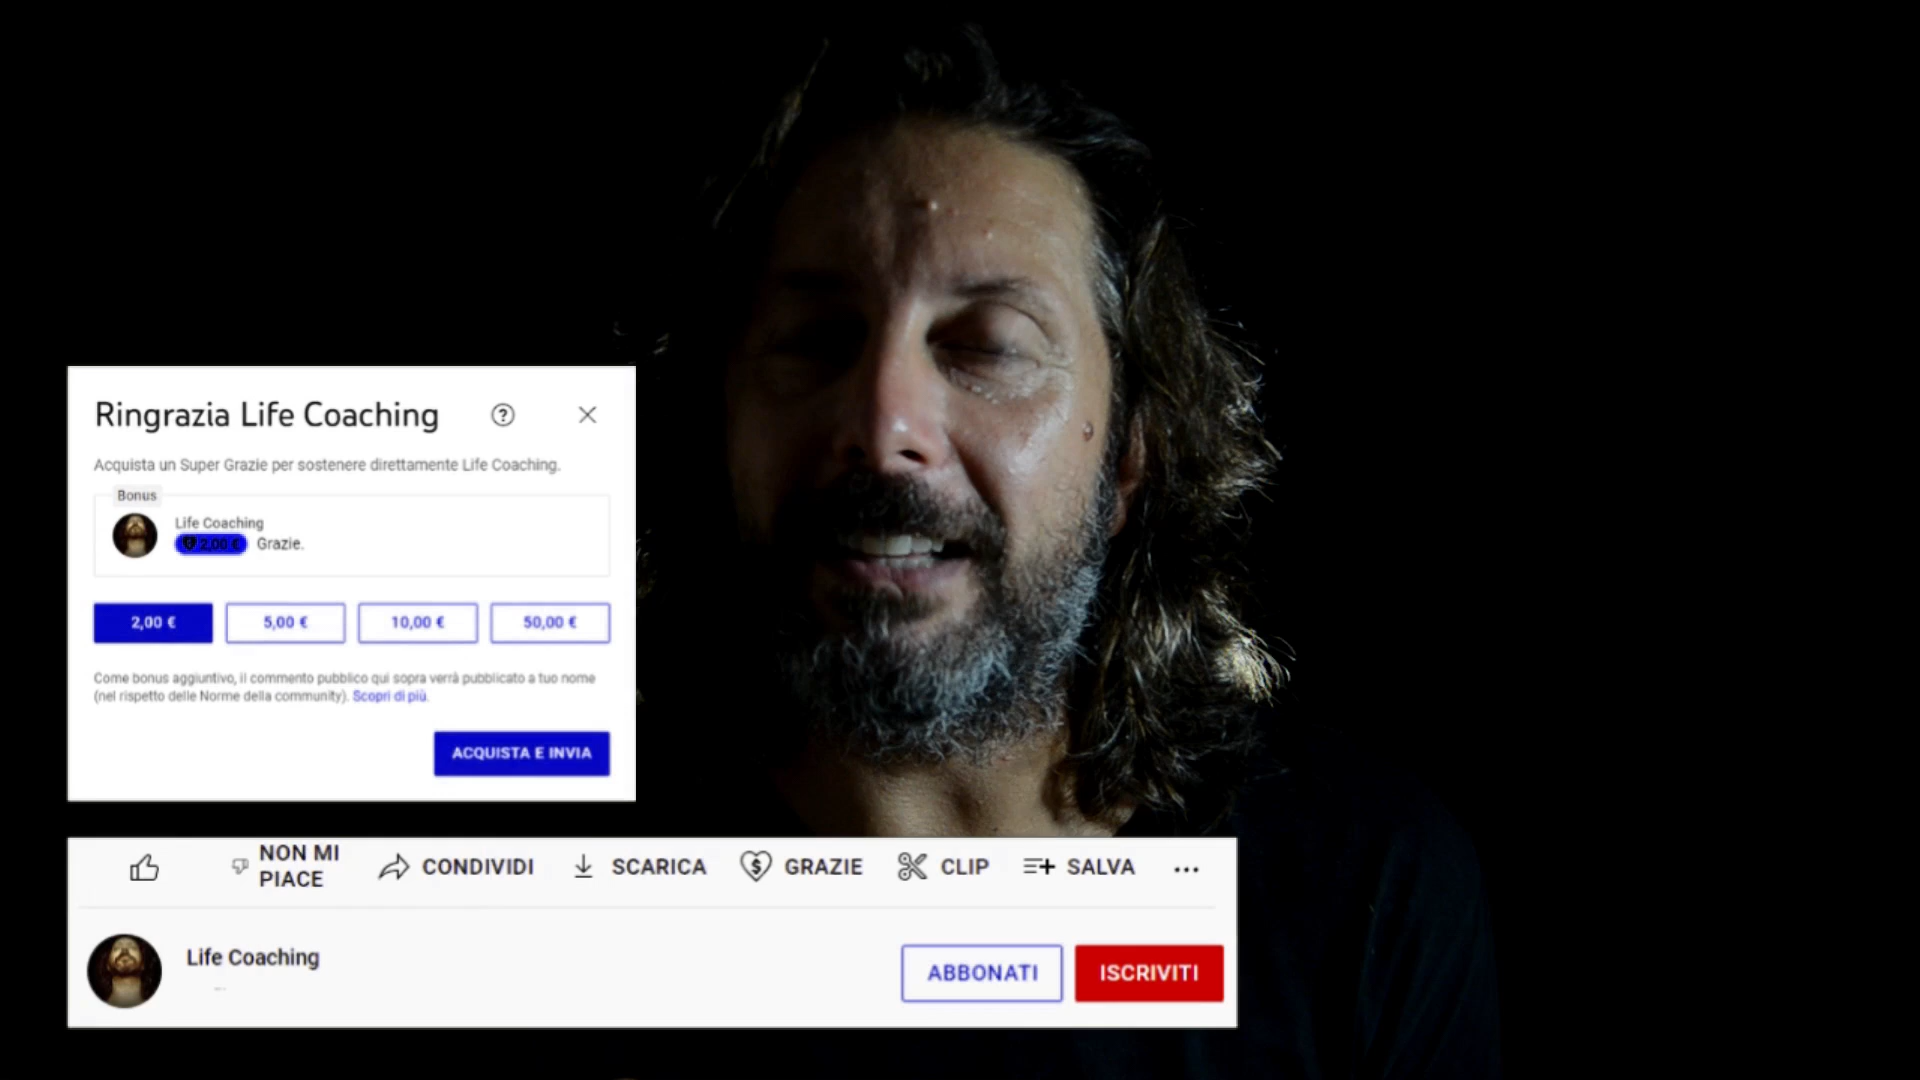 Ringrazia Life Coaching
Acquista un Super Grazie per sostenere direttamente Life Coaching.
Bonus
Life Coaching
2,00 € Grazie.
2,00 € 5,00 € 10,00 € 50,00 €
Come bonus aggiuntivo, il commento pubblico qui sopra verrà pubblicato a tuo nome
(nel rispetto delle Norme della community). Scopri di più.
ACQUISTA E INVIA
NON MI
PIACE
CONDIVIDI SCARICA GRAZIE CLIP SALVA
Life Coaching
ABBONATI ISCRIVITI